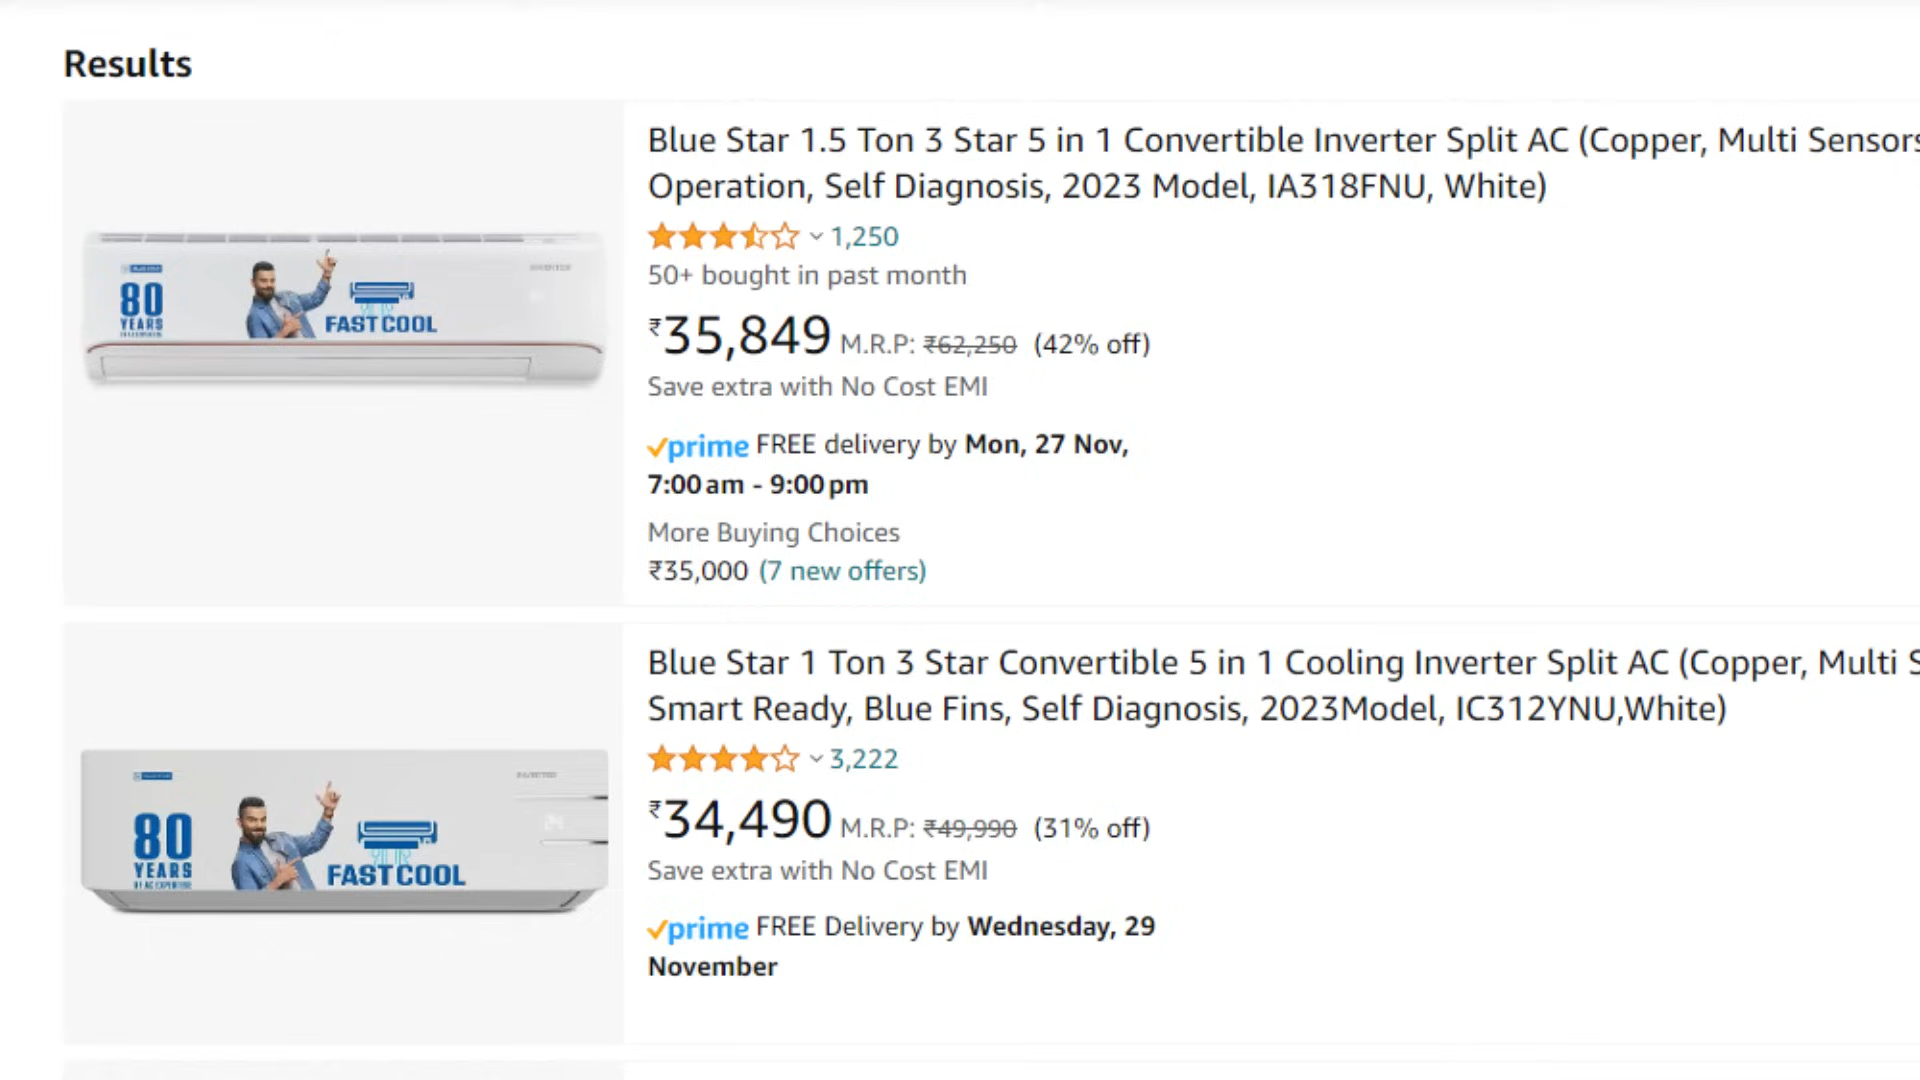 Results
Blue Star 1.5 Ton 3 Star 5 in 1 Convertible Inverter Split AC (Copper, Multi Sensors
Operation, Self Diagnosis, 2023 Model, IA318FNU, White)
1,250
50+ bought in past month
₹35,849 M.R.P: ₹62,250 (42% off)
Save extra with No Cost EMI
prime FREE delivery by Mon, 27 Nov,
7:00 am - 9:00 pm
More Buying Choices
₹35,000 (7 new offers)
80
YEARS
FAST COOL
Blue Star 1 Ton 3 Star Convertible 5 in 1 Cooling Inverter Split AC (Copper, Multi S
Smart Ready, Blue Fins, Self Diagnosis, 2023Model, IC312YNU,White)
3,222
₹34,490 M.R.P: ₹49,990 (31% off)
Save extra with No Cost EMI
prime FREE Delivery by Wednesday, 29
November
80
YEARS
FAST COOL